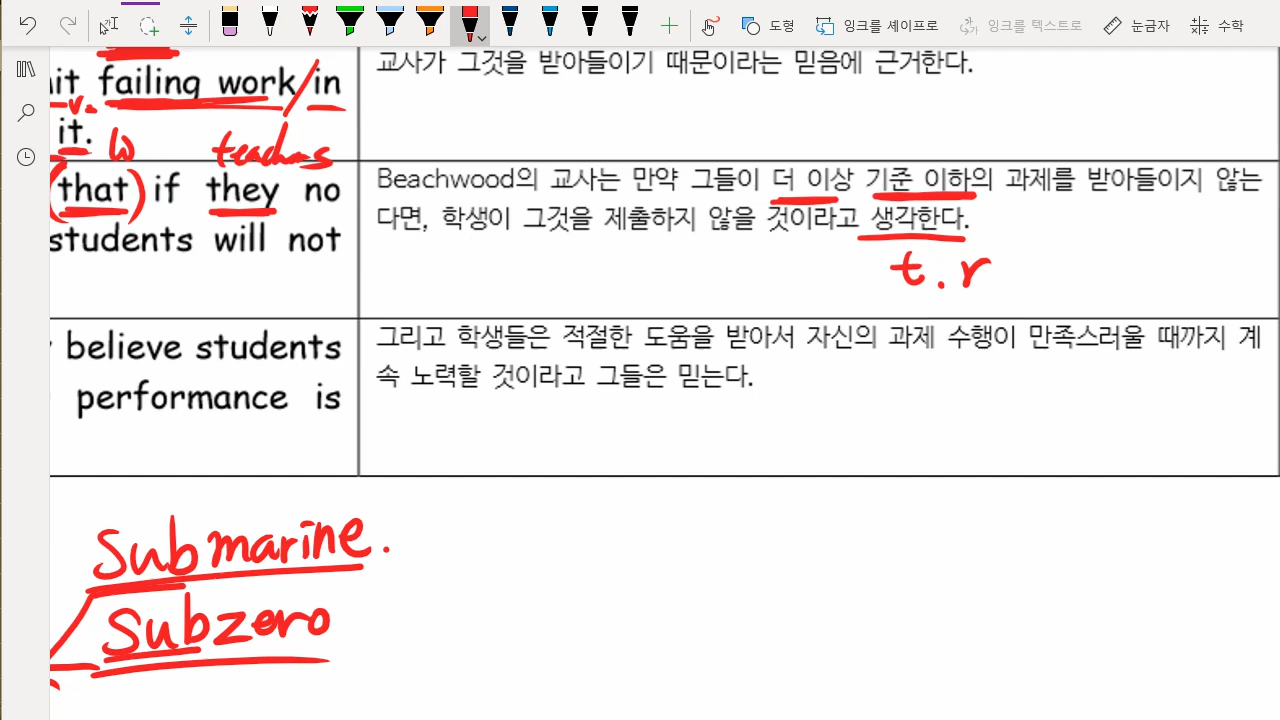 도형 잉크를 셰이프로 잉크를 텍스트로 눈금자 수학
failing work / in
v.
it.
teachers
교사가 그것을 받아들이기 때문이라는 믿음에 근거한다.
(that) if they no
students will not
Beachwood의 교사는 만약 그들이 더 이상 기준 이하의 과제를 받아들이지 않는
다면, 학생이 그것을 제출하지 않을 것이라고 생각한다.
t.r
believe students
performance is
그리고 학생들은 적절한 도움을 받아서 자신의 과제 수행이 만족스러울 때까지 계
속 노력할 것이라고 그들은 믿는다.
Submarine.
Subzero